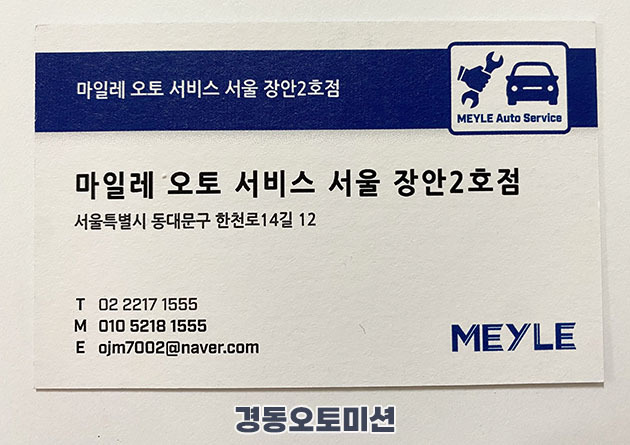 마일레 오토 서비스 서울 장안2호점
MEYLE Auto Service
마일레 오토 서비스 서울 장안2호점
서울특별시 동대문구 한천로14길 12
T 02 2217 1555
M 010 5218 1555
E ojm7002@naver.com
MEYLE
경동오토미션